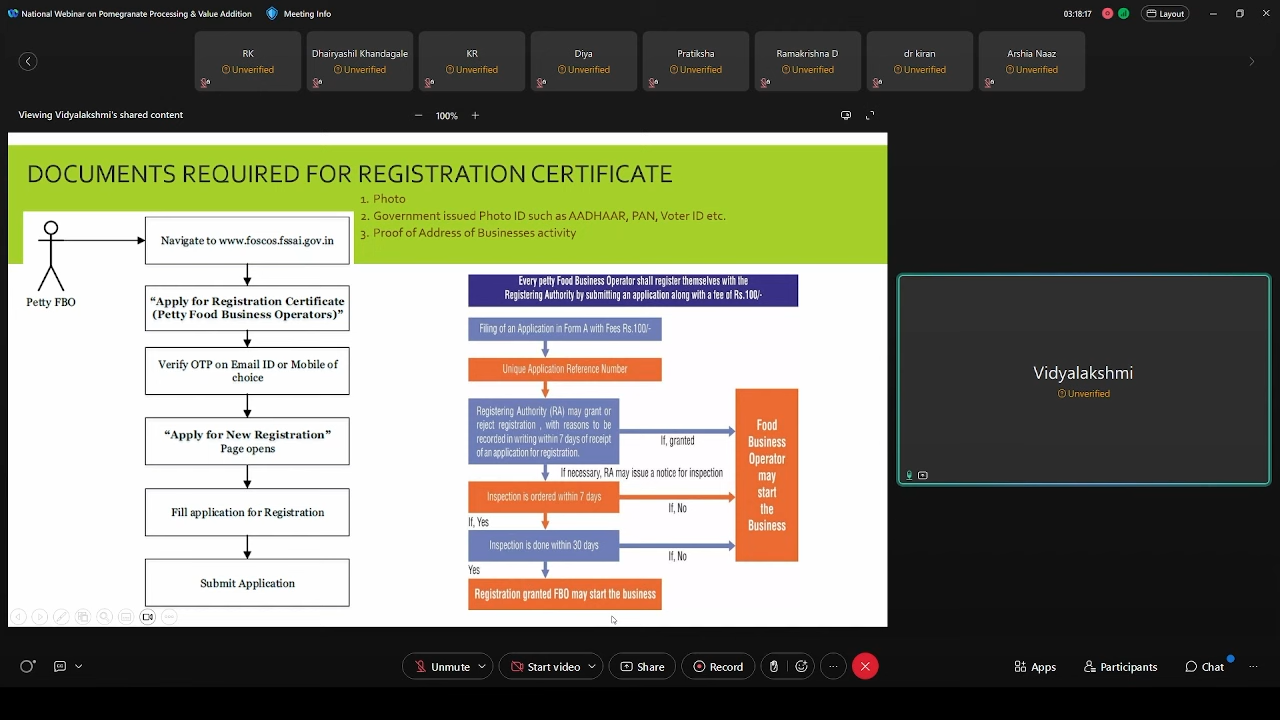 National Webinar on Pomegranate Processing & Value Addition
Meeting Info
03:18:17
Layout
RK
Unverified
Dhairyashil Khandagale
Unverified
KR
Unverified
Diya
Unverified
Pratiksha
Unverified
Ramakrishna D
Unverified
dr kiran
Unverified
Arshia Naaz
Unverified
Viewing Vidyalakshmi's shared content
100%
DOCUMENTS REQUIRED FOR REGISTRATION CERTIFICATE
1. Photo
2. Government issued Photo ID such as AADHAAR, PAN, Voter ID etc.
3. Proof of Address of Businesses activity
Petty FBO
Navigate to www.foscos.fssai.gov.in
“Apply for Registration Certificate
(Petty Food Business Operators)”
Verify OTP on Email ID or Mobile of
choice
“Apply for New Registration”
Page opens
Fill application for Registration
Submit Application
Every petty Food Business Operator shall register themselves with the
Registering Authority by submitting an application along with a fee of Rs.100/-
Filing of an Application in Form A with Fees Rs.100/-
Unique Application Reference Number
Registering Authority (RA) may grant or
reject registration , with reasons to be
recorded in writing within 7 days of receipt
of an application for registration.
If, granted
If necessary, RA may issue a notice for inspection
Inspection is ordered within 7 days
If, No
If, Yes
Inspection is done within 30 days
If, No
Yes
Registration granted FBO may start the business
Food
Business
Operator
may
start
the
Business
Vidyalakshmi
Unverified
Unmute
Start video
Share
Record
Apps
Participants
Chat